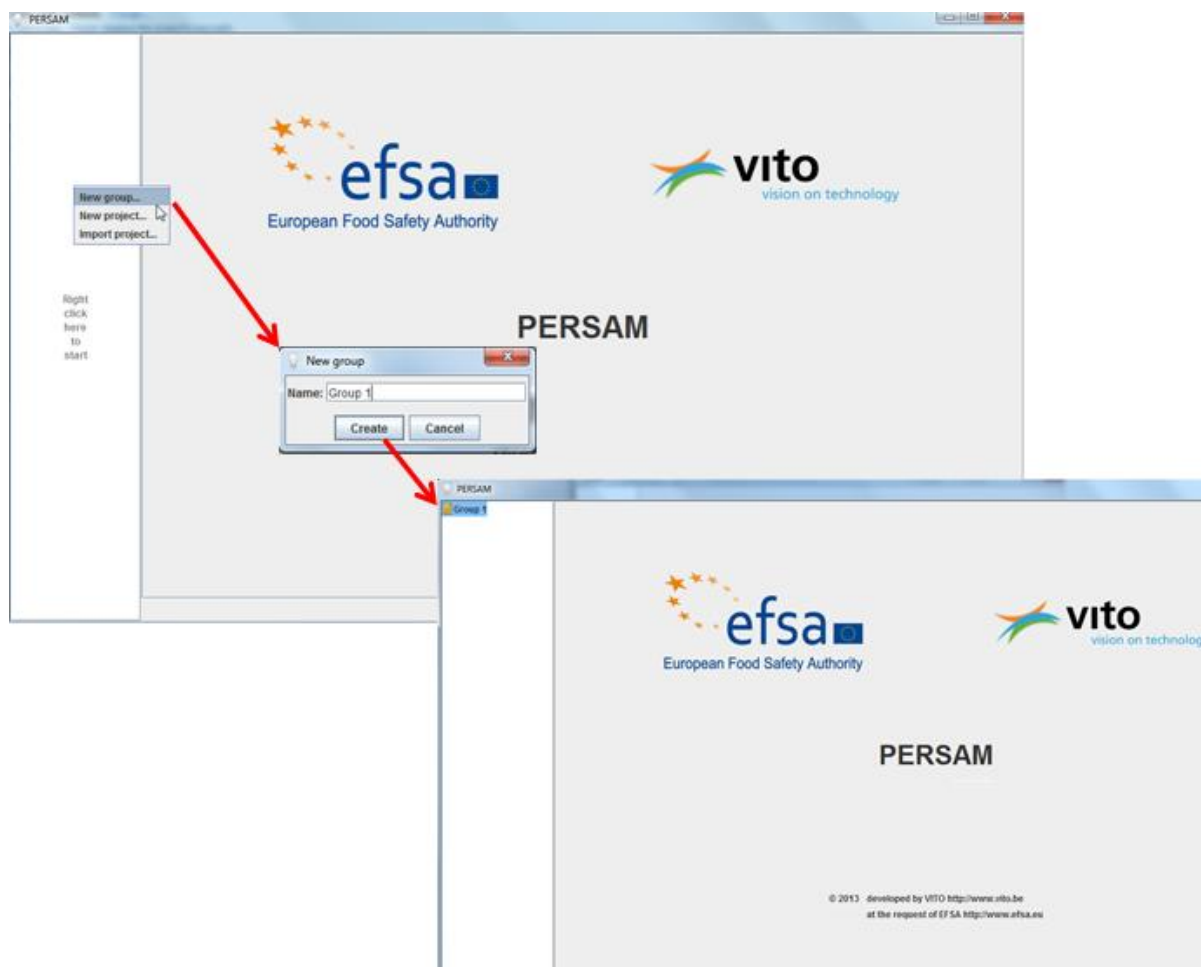 PERSAM
efsa
European Food Safety Authority
vito
vision on technology
New group...
New project...
Import project...
Right
click
here
to
start
PERSAM
New group
Name: Group 1
Create Cancel
PERSAM
Group 1
efsa
European Food Safety Authority
vito
vision on technolog
PERSAM
© 2013 developed by VITO http://www.vito.be
at the request of EFSA http://www.efsa.eu